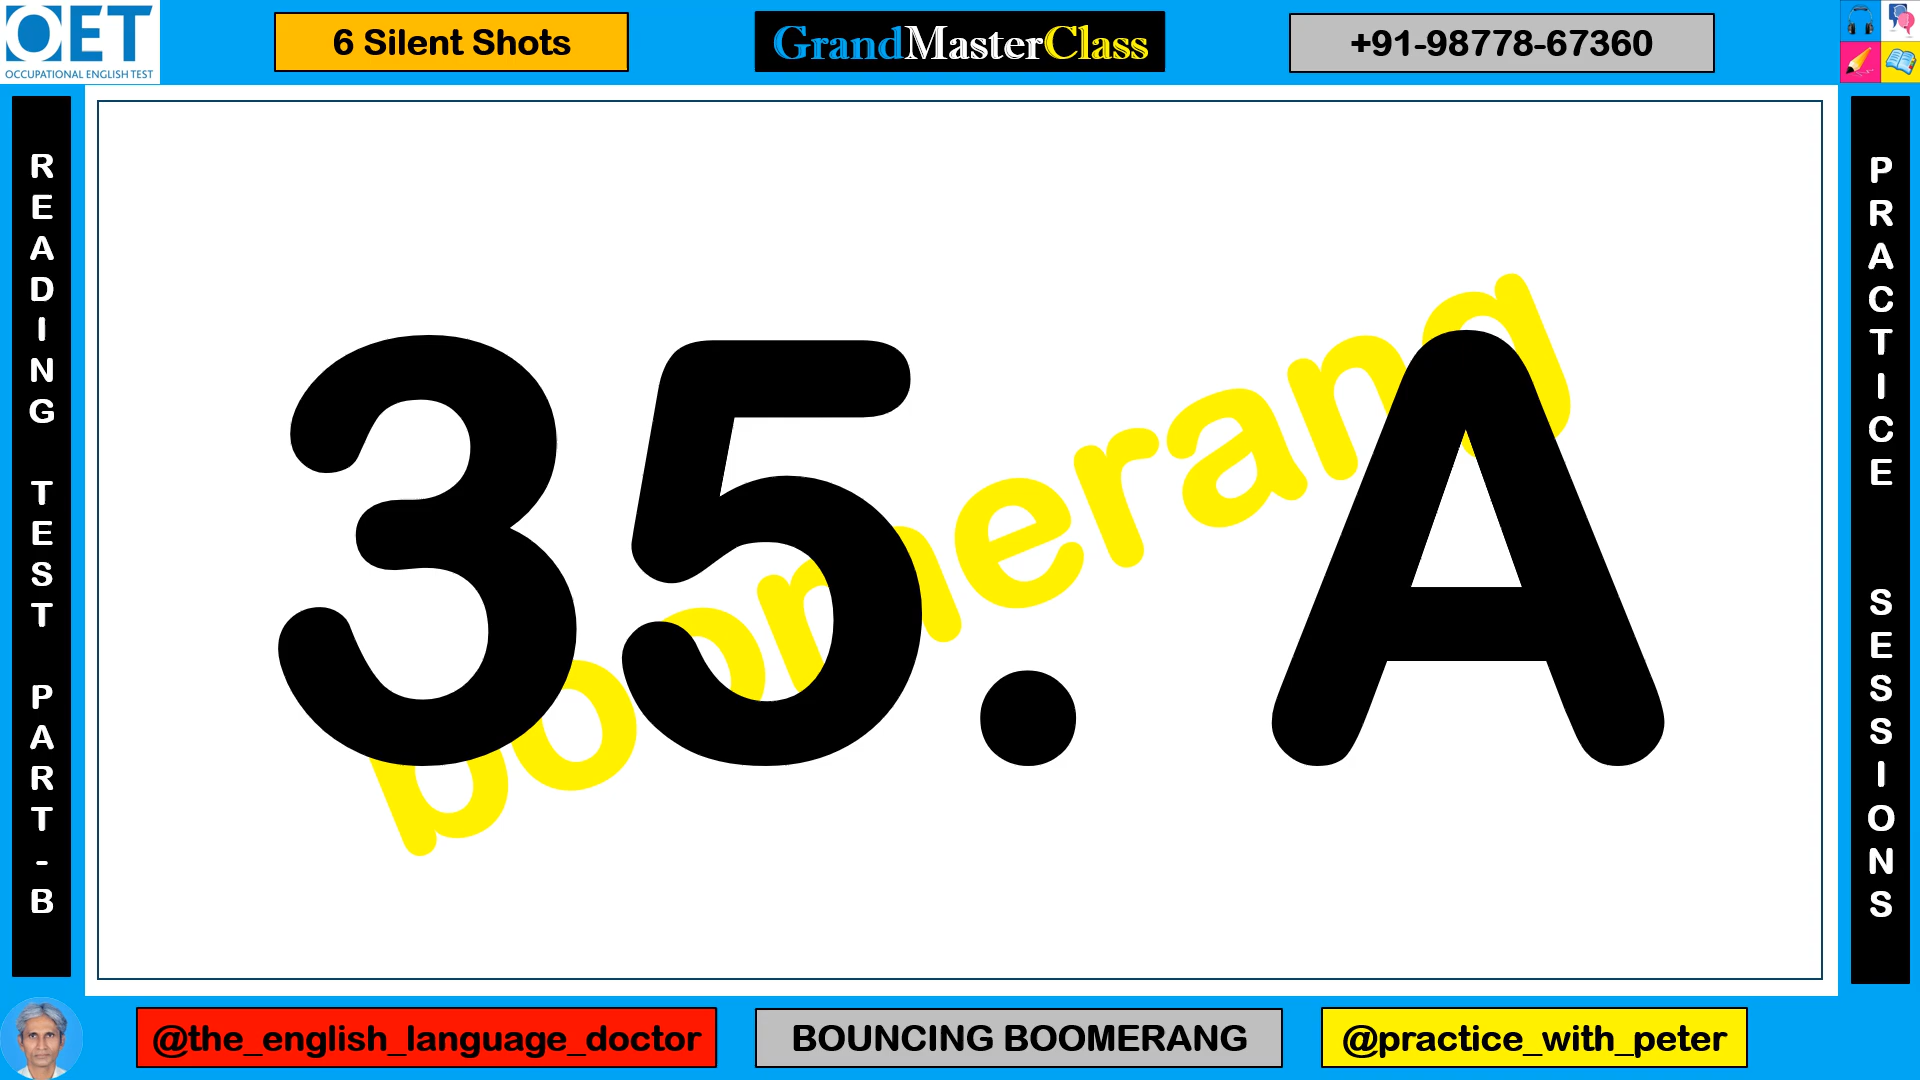 OET
OCCUPATIONAL ENGLISH TEST
6 Silent Shots
GrandMasterClass
+91-98778-67360
READING TEST PART-B
boomerang
35. A
PRACTICE SESSIONS
@the_english_language_doctor
BOUNCING BOOMERANG
@practice_with_peter